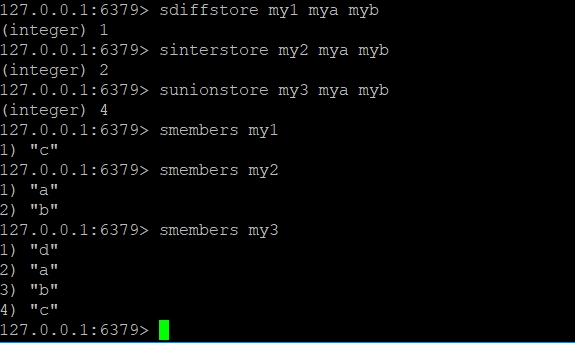 127.0.0.1:6379> sdiffstore my1 mya myb
(integer) 1
127.0.0.1:6379> sinterstore my2 mya myb
(integer) 2
127.0.0.1:6379> sunionstore my3 mya myb
(integer) 4
127.0.0.1:6379> smembers my1
1) "c"
127.0.0.1:6379> smembers my2
1) "a"
2) "b"
127.0.0.1:6379> smembers my3
1) "d"
2) "a"
3) "b"
4) "c"
127.0.0.1:6379>